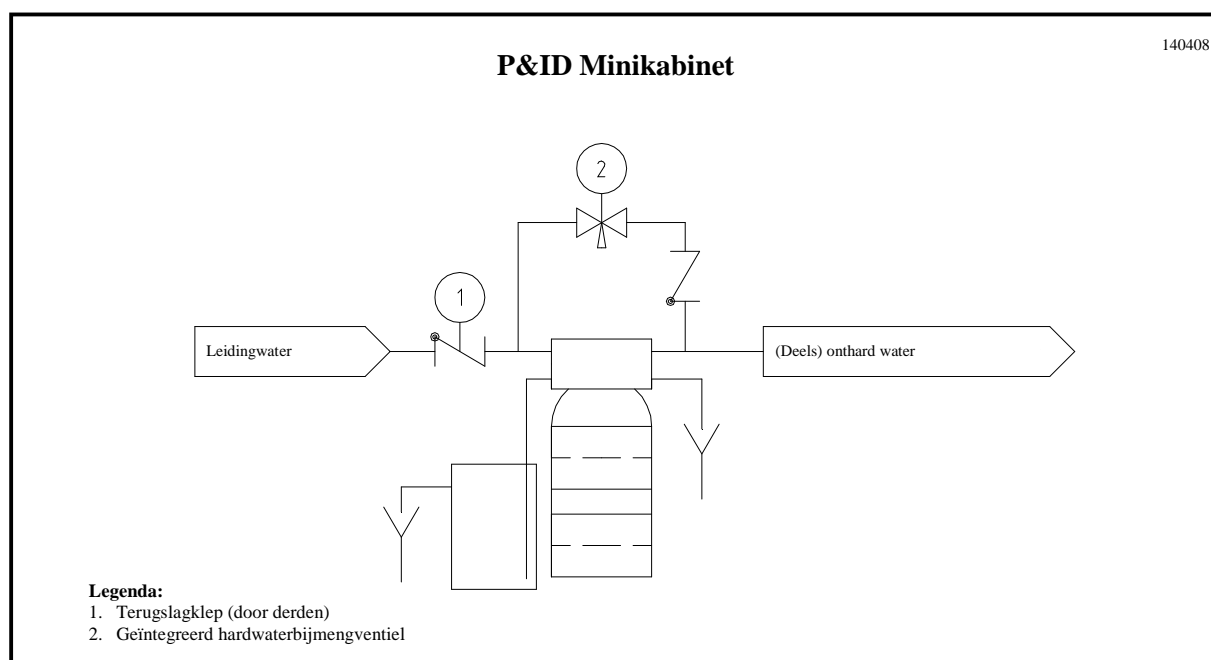 140408
P&ID Minikabinet
2
1
Leidingwater
(Deels) onthard water
Legenda:
1. Terugslagklep (door derden)
2. Geïntegreerd hardwaterbijmengventiel